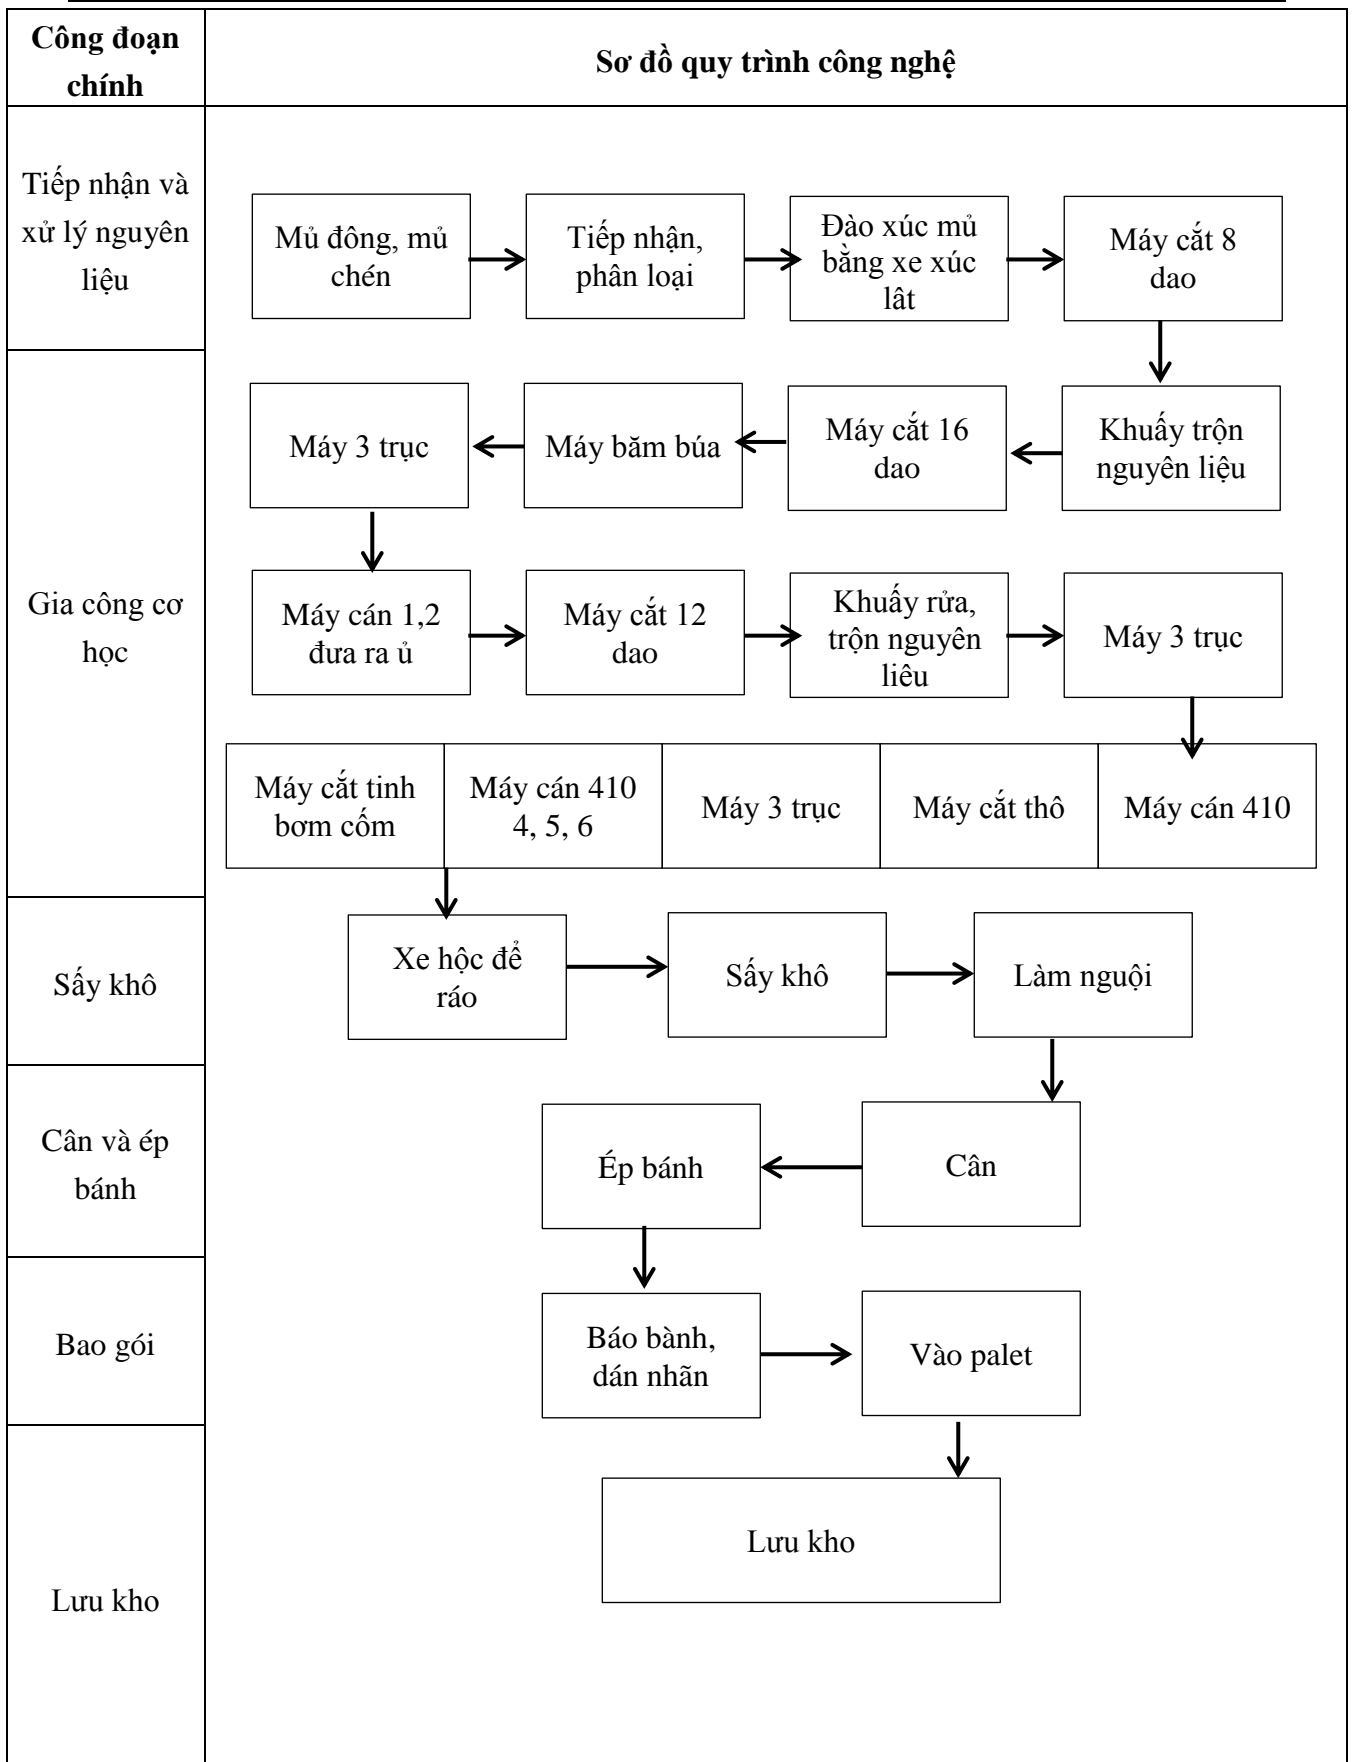 Công đoạn
chính
Sơ đồ quy trình công nghệ
Tiếp nhận và
xử lý nguyên
liệu
Mủ đông, mủ
chén
Tiếp nhận,
phân loại
Đào xúc mủ
bằng xe xúc
lât
Máy cắt 8
dao
Gia công cơ
học
Máy 3 trục
Máy băm búa
Máy cắt 16
dao
Khuấy trộn
nguyên liệu
Máy cán 1,2
đưa ra ủ
Máy cắt 12
dao
Khuấy rửa,
trộn nguyên
liêu
Máy 3 trục
Máy cắt tinh
bơm cốm
Máy cán 410
4, 5, 6
Máy 3 trục
Máy cắt thô
Máy cán 410
Sấy khô
Xe hộc để
ráo
Sấy khô
Làm nguội
Cân và ép
bánh
Ép bánh
Cân
Bao gói
Báo bành,
dán nhãn
Vào palet
Lưu kho
Lưu kho